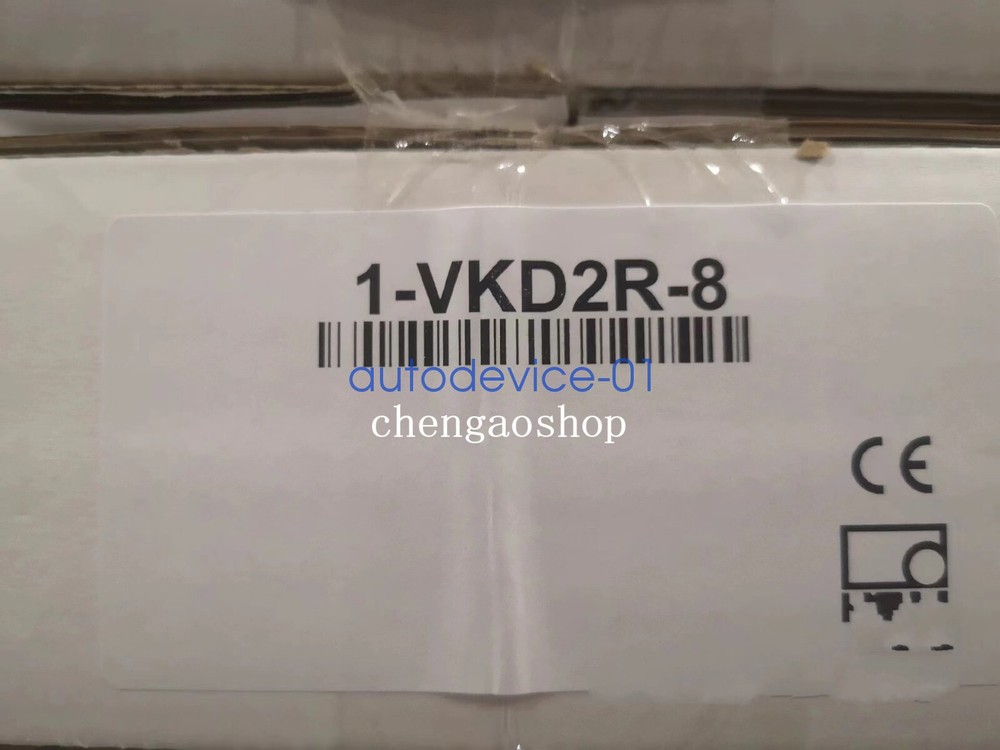 1-VKD2R-8
autodevice-01
chengaoshop
CE